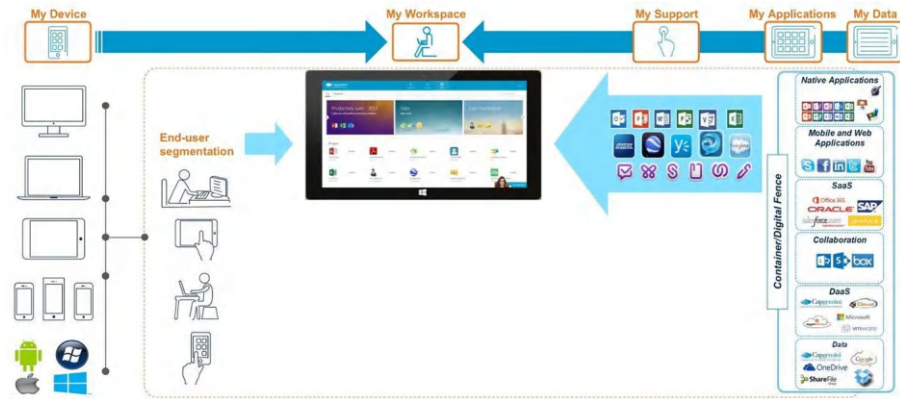 My Device
My Workspace
My Support
My Applications
My Data
End-user
segmentation
Container/Digital Fence
Native Applications
Mobile and Web
Applications
SaaS
Office 365
ORACLE
SAP
salesforce.com
Collaboration
box
DaaS
Capgemini
Microsoft
vmware
Data
Capgemini
Google
OneDrive
ShareFile